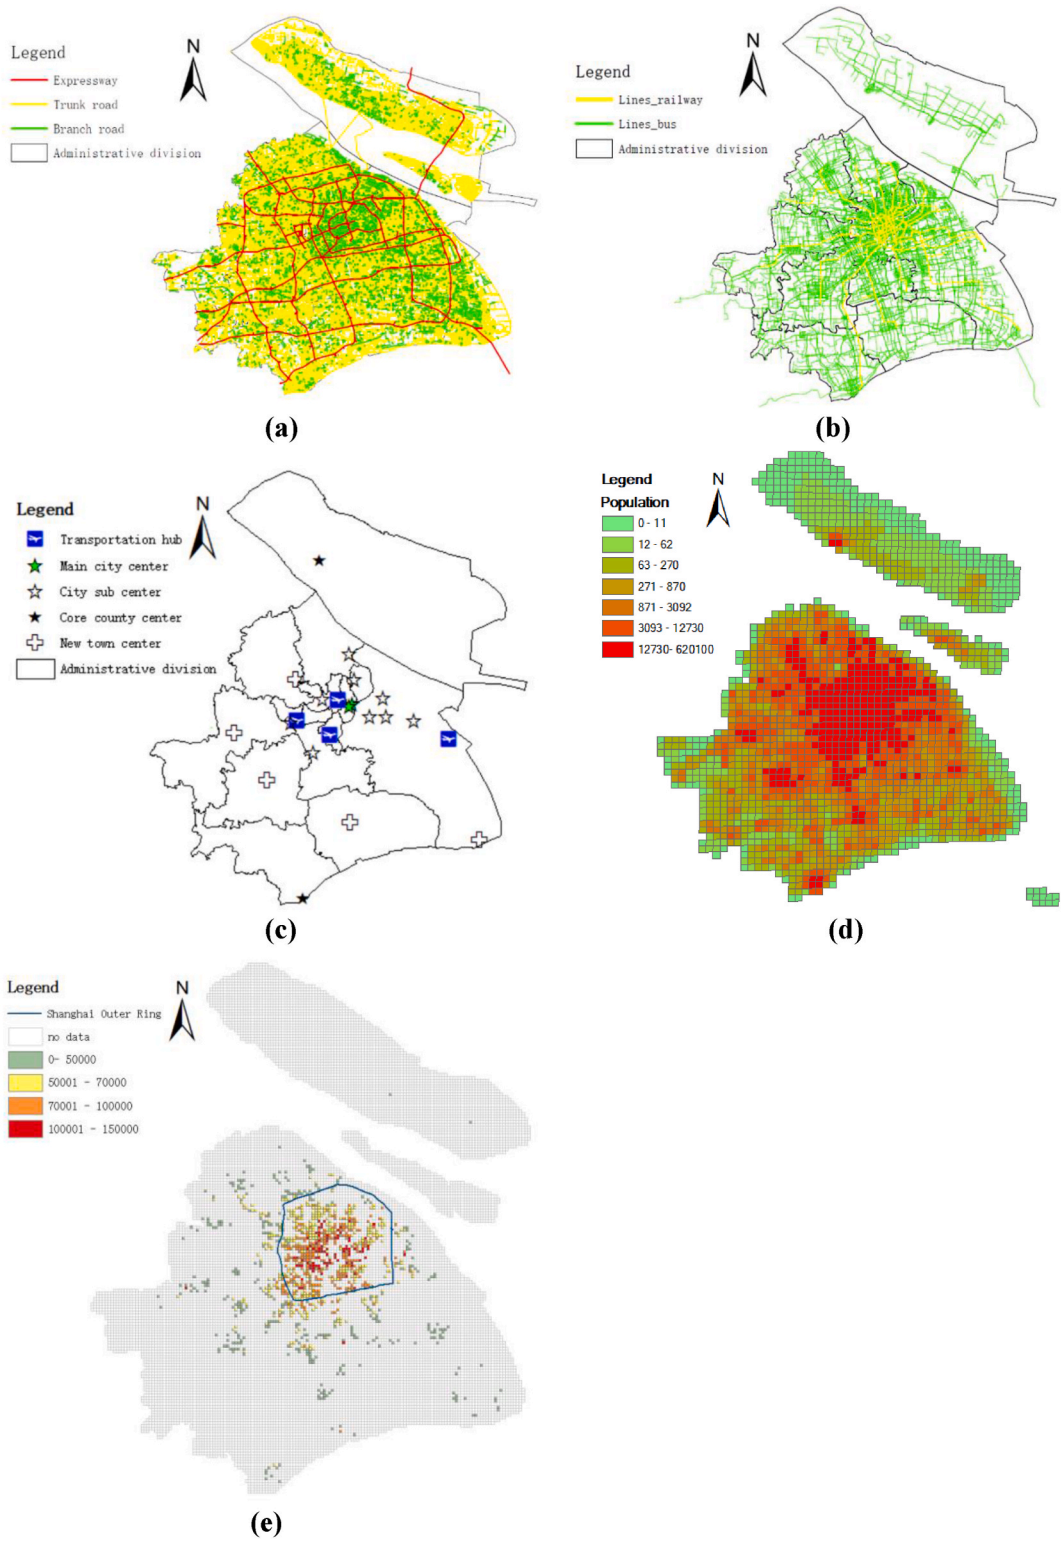 Legend
N
Expressway
Trunk road
Branch road
Administrative division
(a)
Legend
N
Lines_railway
Lines_bus
Administrative division
(b)
Legend
N
Transportation hub
Main city center
City sub center
Core county center
New town center
Administrative division
(c)
Legend
N
Population
0 - 11
12 - 62
63 - 270
271 - 870
871 - 3092
3093 - 12730
12730- 620100
(d)
Legend
N
Shanghai Outer Ring
no data
0- 50000
50001 - 70000
70001 - 100000
100001 - 150000
(e)